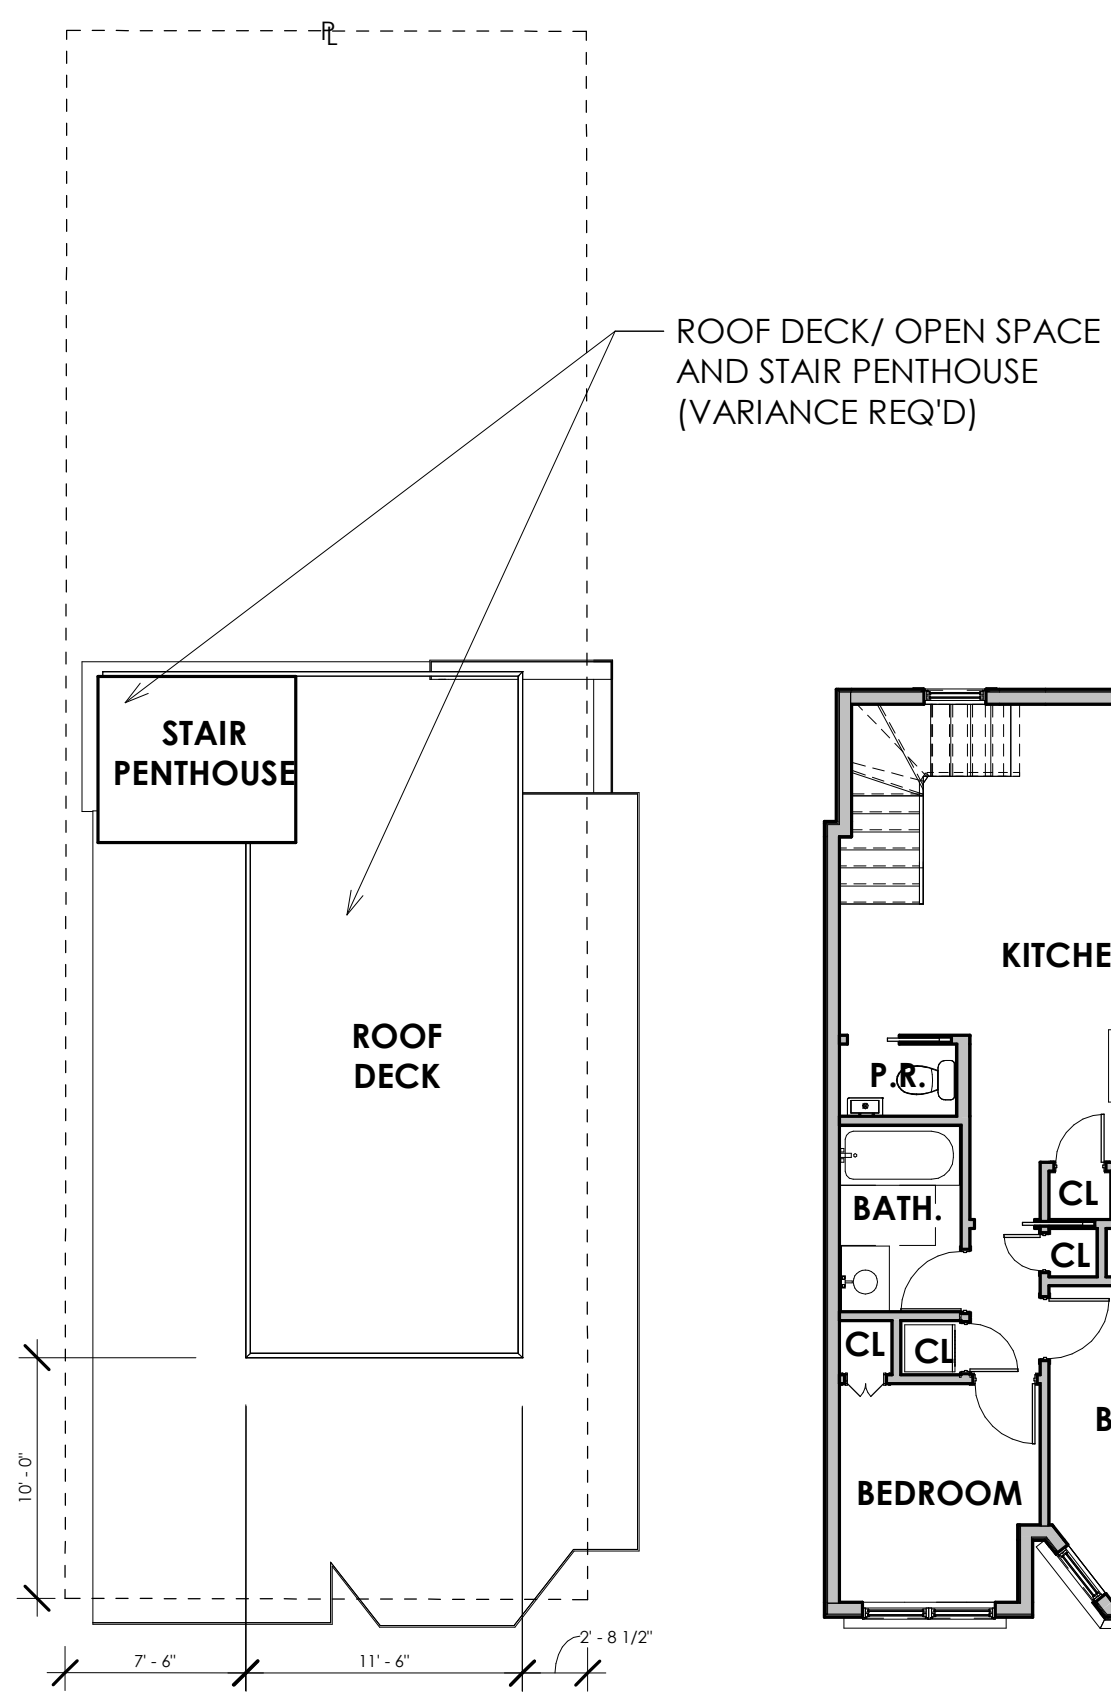 PL
ROOF DECK/ OPEN SPACE
AND STAIR PENTHOUSE
(VARIANCE REQ'D)
STAIR
PENTHOUSE
ROOF
DECK
10' - 0"
7' - 6"
11' - 6"
2' - 8 1/2"
KITCHE
P.R.
CL
BATH.
CL
CL
CL
B
BEDROOM